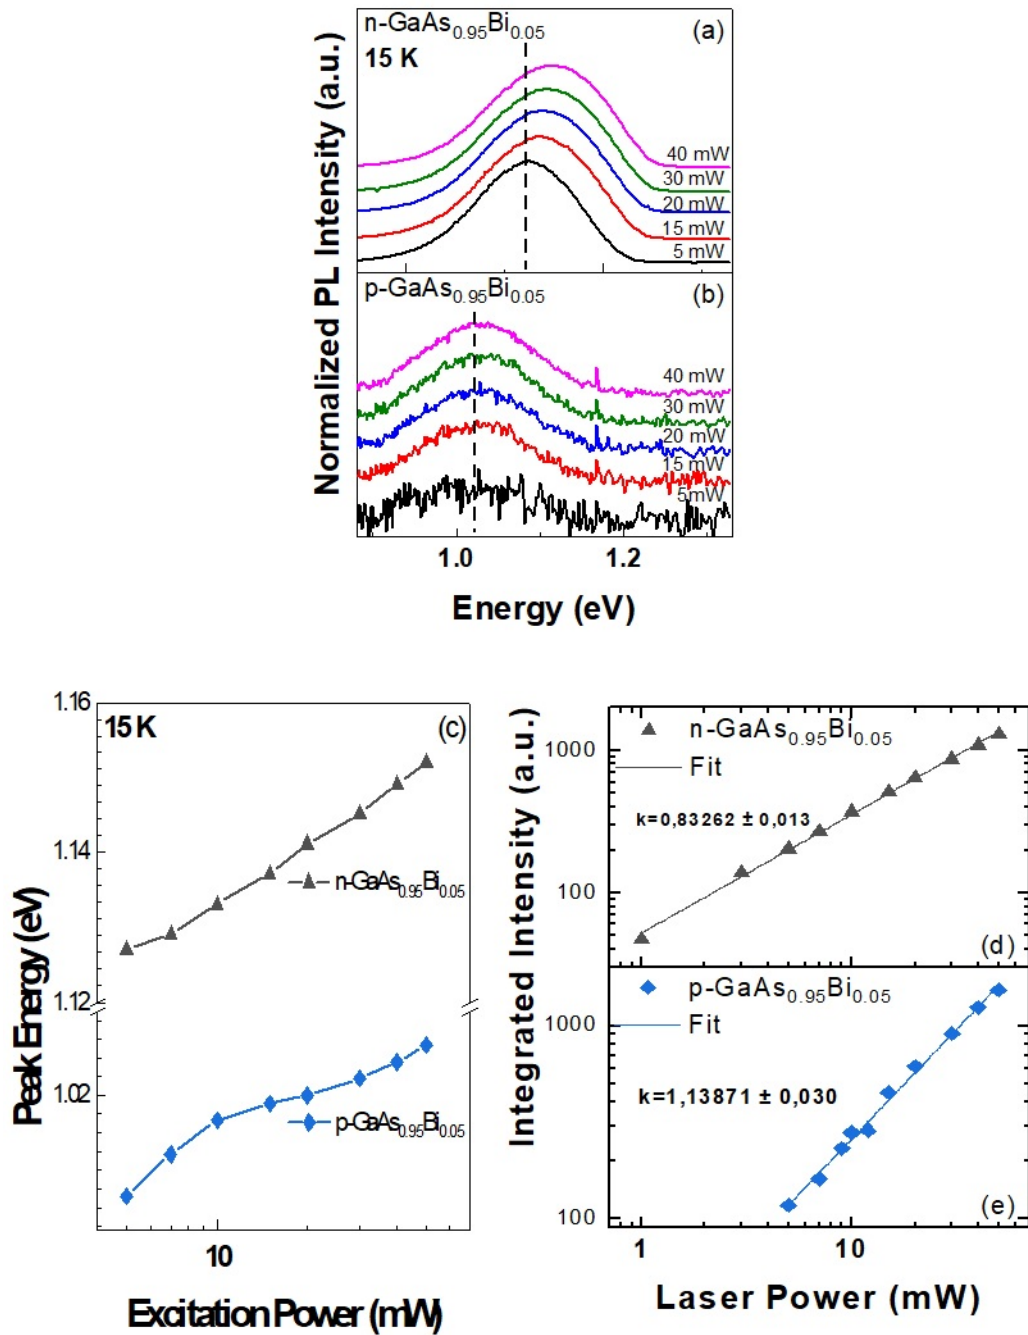 n-GaAs0.95Bi0.05 (a)
15 K
40 mW
30 mW
20 mW
15 mW
5 mW
p-GaAs0.95Bi0.05 (b)
40 mW
30 mW
20 mW
15 mW
5mW
Normalized PL Intensity (a.u.)
1.0 1.2
Energy (eV)
1.16
15 K (c)
1.14
n-GaAs0.95Bi0.05
1.12
1.02
p-GaAs0.95Bi0.05
Peak Energy (eV)
10
Excitation Power (mW)
n-GaAs0.95Bi0.05
1000
Fit
k=0,83262 ± 0,013
100
(d)
p-GaAs0.95Bi0.05
1000
Fit
k=1,13871 ± 0,030
100
(e)
Integrated Intensity (a.u.)
1 10
Laser Power (mW)